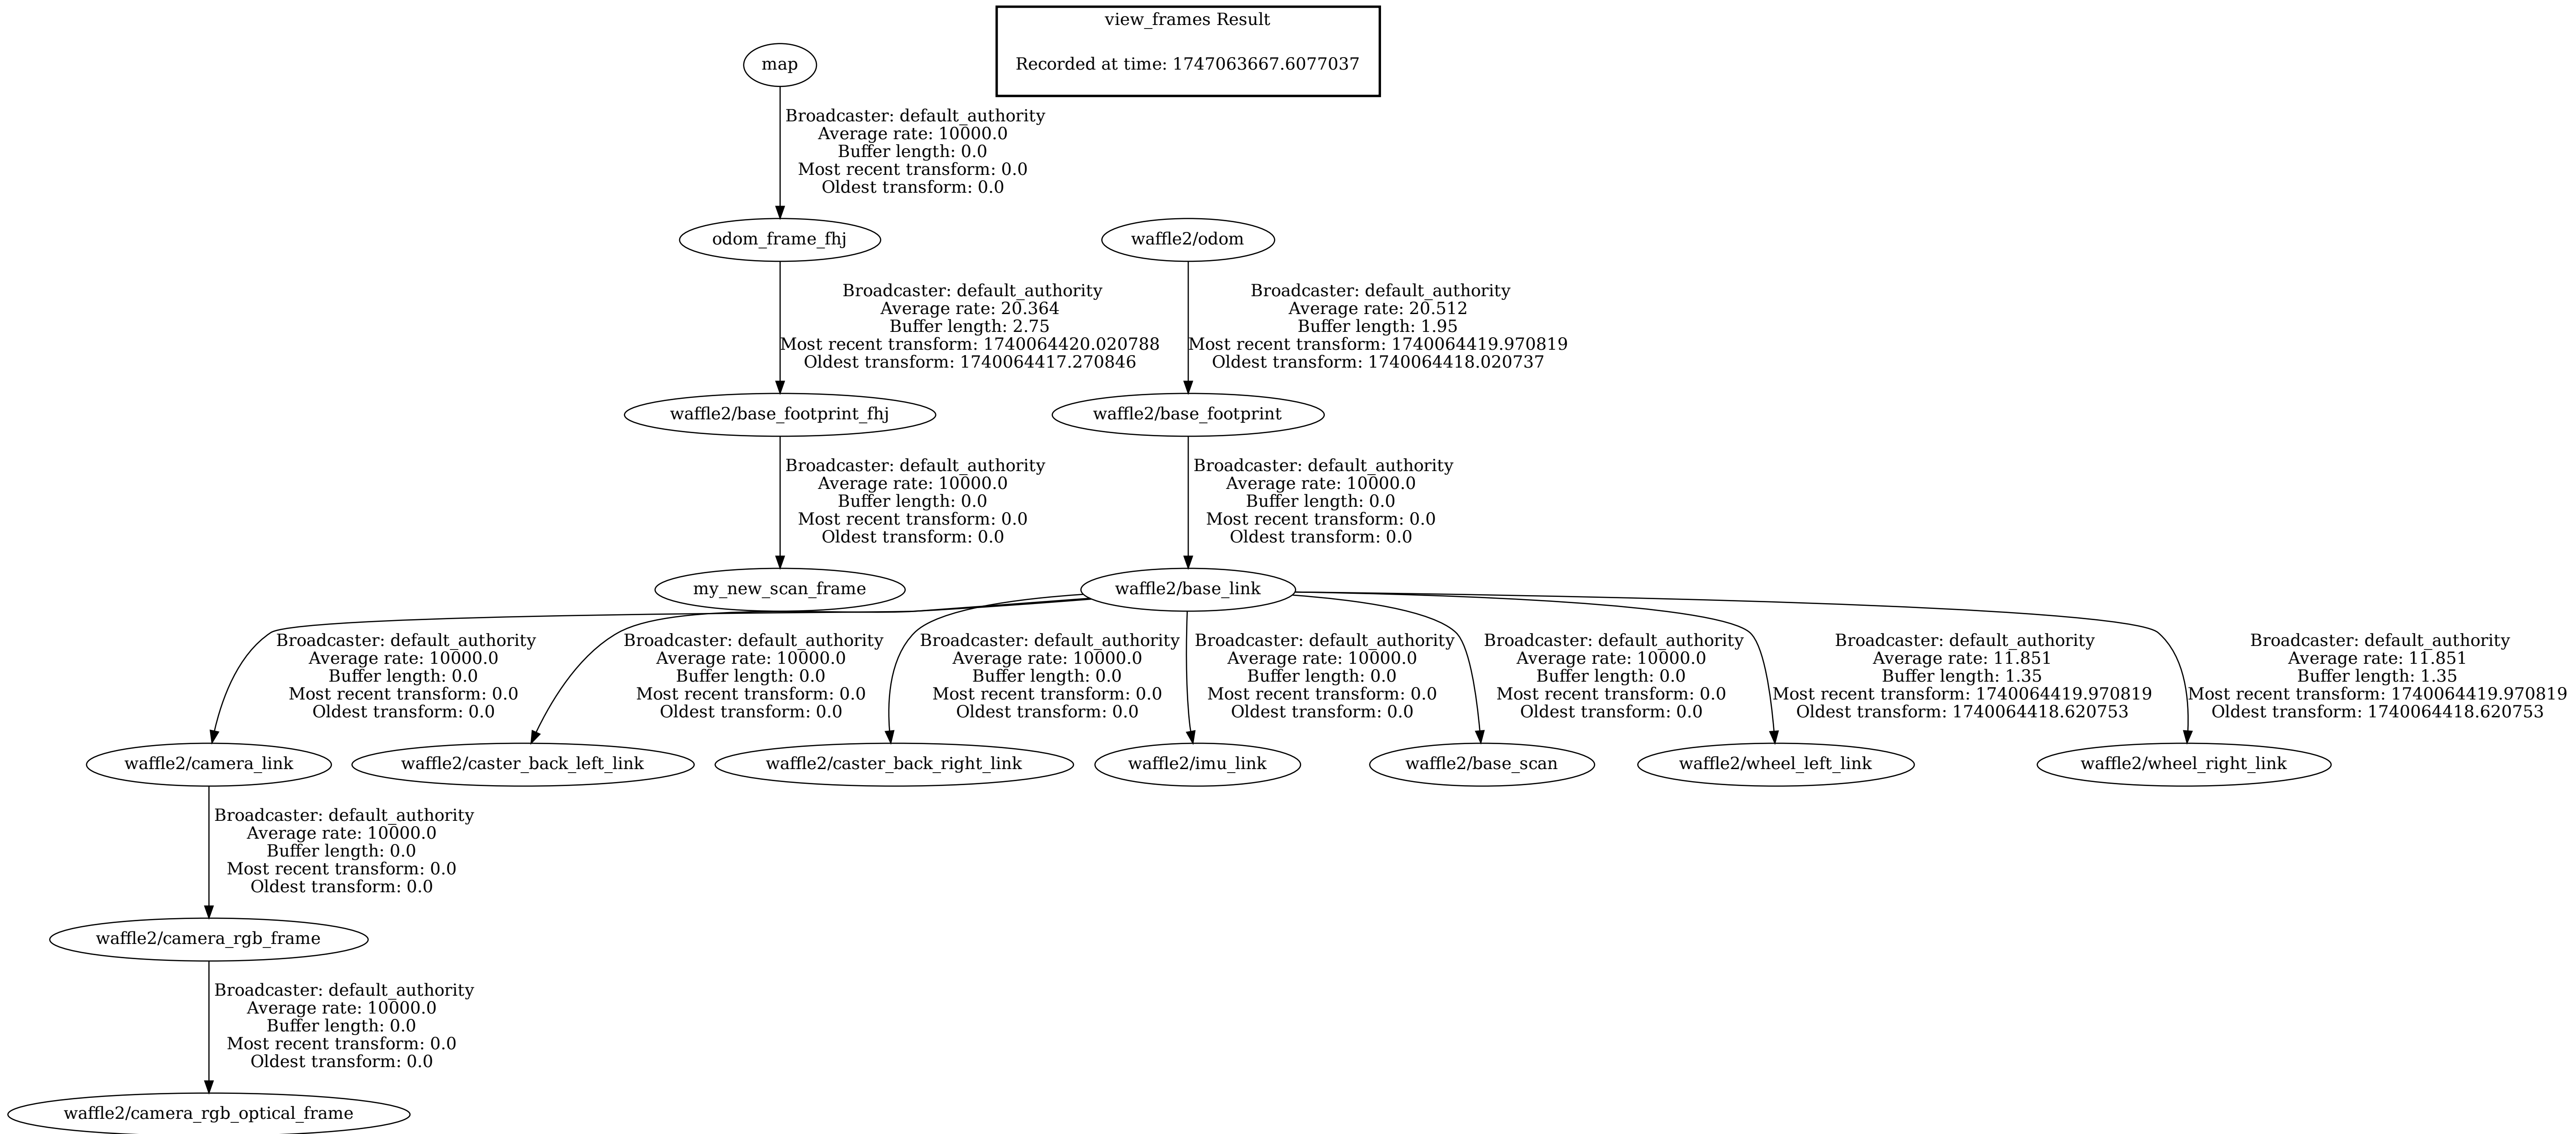 view_frames Result
Recorded at time: 1747063667.6077037
map
Broadcaster: default_authority
Average rate: 10000.0
Buffer length: 0.0
Most recent transform: 0.0
Oldest transform: 0.0
odom_frame_fhj
waffle2/odom
Broadcaster: default_authority
Average rate: 20.364
Buffer length: 2.75
Most recent transform: 1740064420.020788
Oldest transform: 1740064417.270846
Broadcaster: default_authority
Average rate: 20.512
Buffer length: 1.95
Most recent transform: 1740064419.970819
Oldest transform: 1740064418.020737
waffle2/base_footprint_fhj
waffle2/base_footprint
Broadcaster: default_authority
Average rate: 10000.0
Buffer length: 0.0
Most recent transform: 0.0
Oldest transform: 0.0
Broadcaster: default_authority
Average rate: 10000.0
Buffer length: 0.0
Most recent transform: 0.0
Oldest transform: 0.0
my_new_scan_frame
waffle2/base_link
Broadcaster: default_authority
Average rate: 10000.0
Buffer length: 0.0
Most recent transform: 0.0
Oldest transform: 0.0
Broadcaster: default_authority
Average rate: 10000.0
Buffer length: 0.0
Most recent transform: 0.0
Oldest transform: 0.0
Broadcaster: default_authority
Average rate: 10000.0
Buffer length: 0.0
Most recent transform: 0.0
Oldest transform: 0.0
Broadcaster: default_authority
Average rate: 10000.0
Buffer length: 0.0
Most recent transform: 0.0
Oldest transform: 0.0
Broadcaster: default_authority
Average rate: 10000.0
Buffer length: 0.0
Most recent transform: 0.0
Oldest transform: 0.0
Broadcaster: default_authority
Average rate: 11.851
Buffer length: 1.35
Most recent transform: 1740064419.970819
Oldest transform: 1740064418.620753
Broadcaster: default_authority
Average rate: 11.851
Buffer length: 1.35
Most recent transform: 1740064419.970819
Oldest transform: 1740064418.620753
waffle2/camera_link
waffle2/caster_back_left_link
waffle2/caster_back_right_link
waffle2/imu_link
waffle2/base_scan
waffle2/wheel_left_link
waffle2/wheel_right_link
Broadcaster: default_authority
Average rate: 10000.0
Buffer length: 0.0
Most recent transform: 0.0
Oldest transform: 0.0
waffle2/camera_rgb_frame
Broadcaster: default_authority
Average rate: 10000.0
Buffer length: 0.0
Most recent transform: 0.0
Oldest transform: 0.0
waffle2/camera_rgb_optical_frame